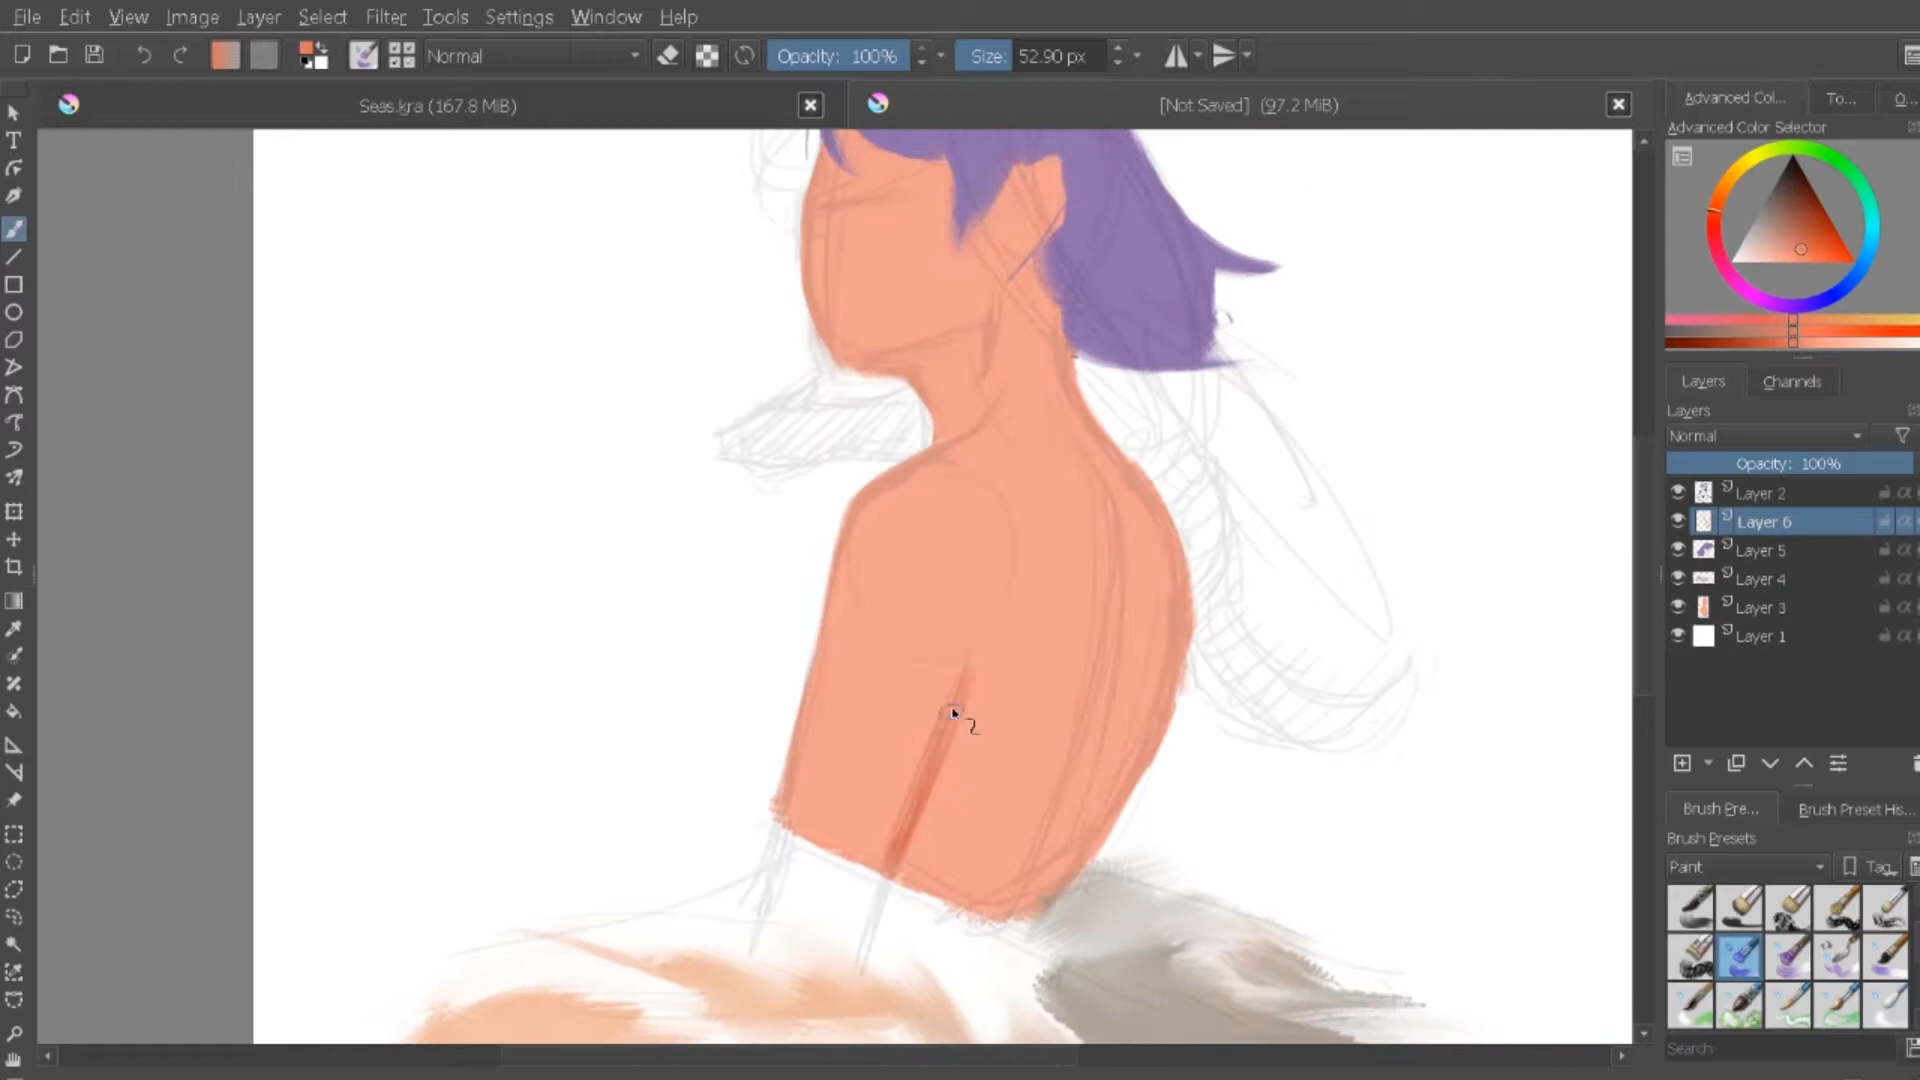 File Edit View Image Layer Select Filter Tools Settings Window Help
Normal Opacity: 100% Size: 52.90 px
Seas.kra (167.8 MiB) [Not Saved] (97.2 MiB)
Advanced Col... To... O...
Advanced Color Selector
Layers Channels
Layers
Normal
Opacity: 100%
Layer 2
Layer 6
Layer 5
Layer 4
Layer 3
Layer 1
Brush Pre... Brush Preset His...
Brush Presets
Paint Tag
Search